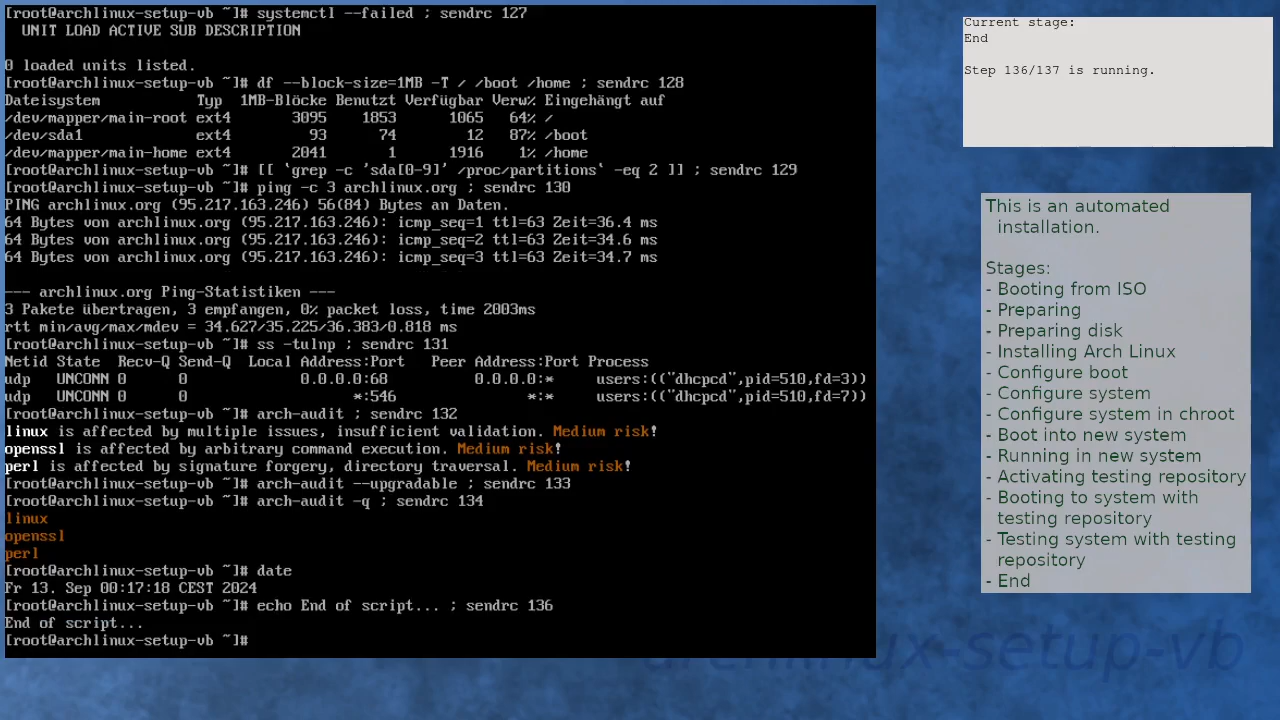 [root@archlinux-setup-vb ~]# systemctl --failed ; sendrc 127
UNIT LOAD ACTIVE SUB DESCRIPTION
0 loaded units listed.
[root@archlinux-setup-vb ~]# df --block-size=1MB -T / /boot /home ; sendrc 128
Dateisystem Typ 1MB-Blöcke Benutzt Verfügbar Verw% Eingehängt auf
/dev/mapper/main-root ext4 3095 1853 1065 64% /
/dev/sda1 ext4 93 74 12 87% /boot
/dev/mapper/main-home ext4 2041 1 1916 1% /home
[root@archlinux-setup-vb ~]# [[ `grep -c 'sda[0-9]' /proc/partitions` -eq 2 ]] ; sendrc 129
[root@archlinux-setup-vb ~]# ping -c 3 archlinux.org ; sendrc 130
PING archlinux.org (95.217.163.246) 56(84) Bytes an Daten.
64 Bytes von archlinux.org (95.217.163.246): icmp_seq=1 ttl=63 Zeit=36.4 ms
64 Bytes von archlinux.org (95.217.163.246): icmp_seq=2 ttl=63 Zeit=34.6 ms
64 Bytes von archlinux.org (95.217.163.246): icmp_seq=3 ttl=63 Zeit=34.7 ms
--- archlinux.org Ping-Statistiken ---
3 Pakete übertragen, 3 empfangen, 0% packet loss, time 2003ms
rtt min/avg/max/mdev = 34.627/35.225/36.383/0.818 ms
[root@archlinux-setup-vb ~]# ss -tulnp ; sendrc 131
Netid State Recv-Q Send-Q Local Address:Port Peer Address:Port Process
udp UNCONN 0 0 0.0.0.0:68 0.0.0.0:* users:(("dhcpcd",pid=510,fd=3))
udp UNCONN 0 0 *:546 *:* users:(("dhcpcd",pid=510,fd=7))
[root@archlinux-setup-vb ~]# arch-audit ; sendrc 132
linux is affected by multiple issues, insufficient validation. Medium risk!
openssl is affected by arbitrary command execution. Medium risk!
perl is affected by signature forgery, directory traversal. Medium risk!
[root@archlinux-setup-vb ~]# arch-audit --upgradable ; sendrc 133
[root@archlinux-setup-vb ~]# arch-audit -q ; sendrc 134
linux
openssl
perl
[root@archlinux-setup-vb ~]# date
Fr 13. Sep 00:17:18 CEST 2024
[root@archlinux-setup-vb ~]# echo End of script... ; sendrc 136
End of script...
[root@archlinux-setup-vb ~]#
Current stage:
End
Step 136/137 is running.
This is an automated
installation.
Stages:
- Booting from ISO
- Preparing
- Preparing disk
- Installing Arch Linux
- Configure boot
- Configure system
- Configure system in chroot
- Boot into new system
- Running in new system
- Activating testing repository
- Booting to system with
testing repository
- Testing system with testing
repository
- End
x-setup-vb